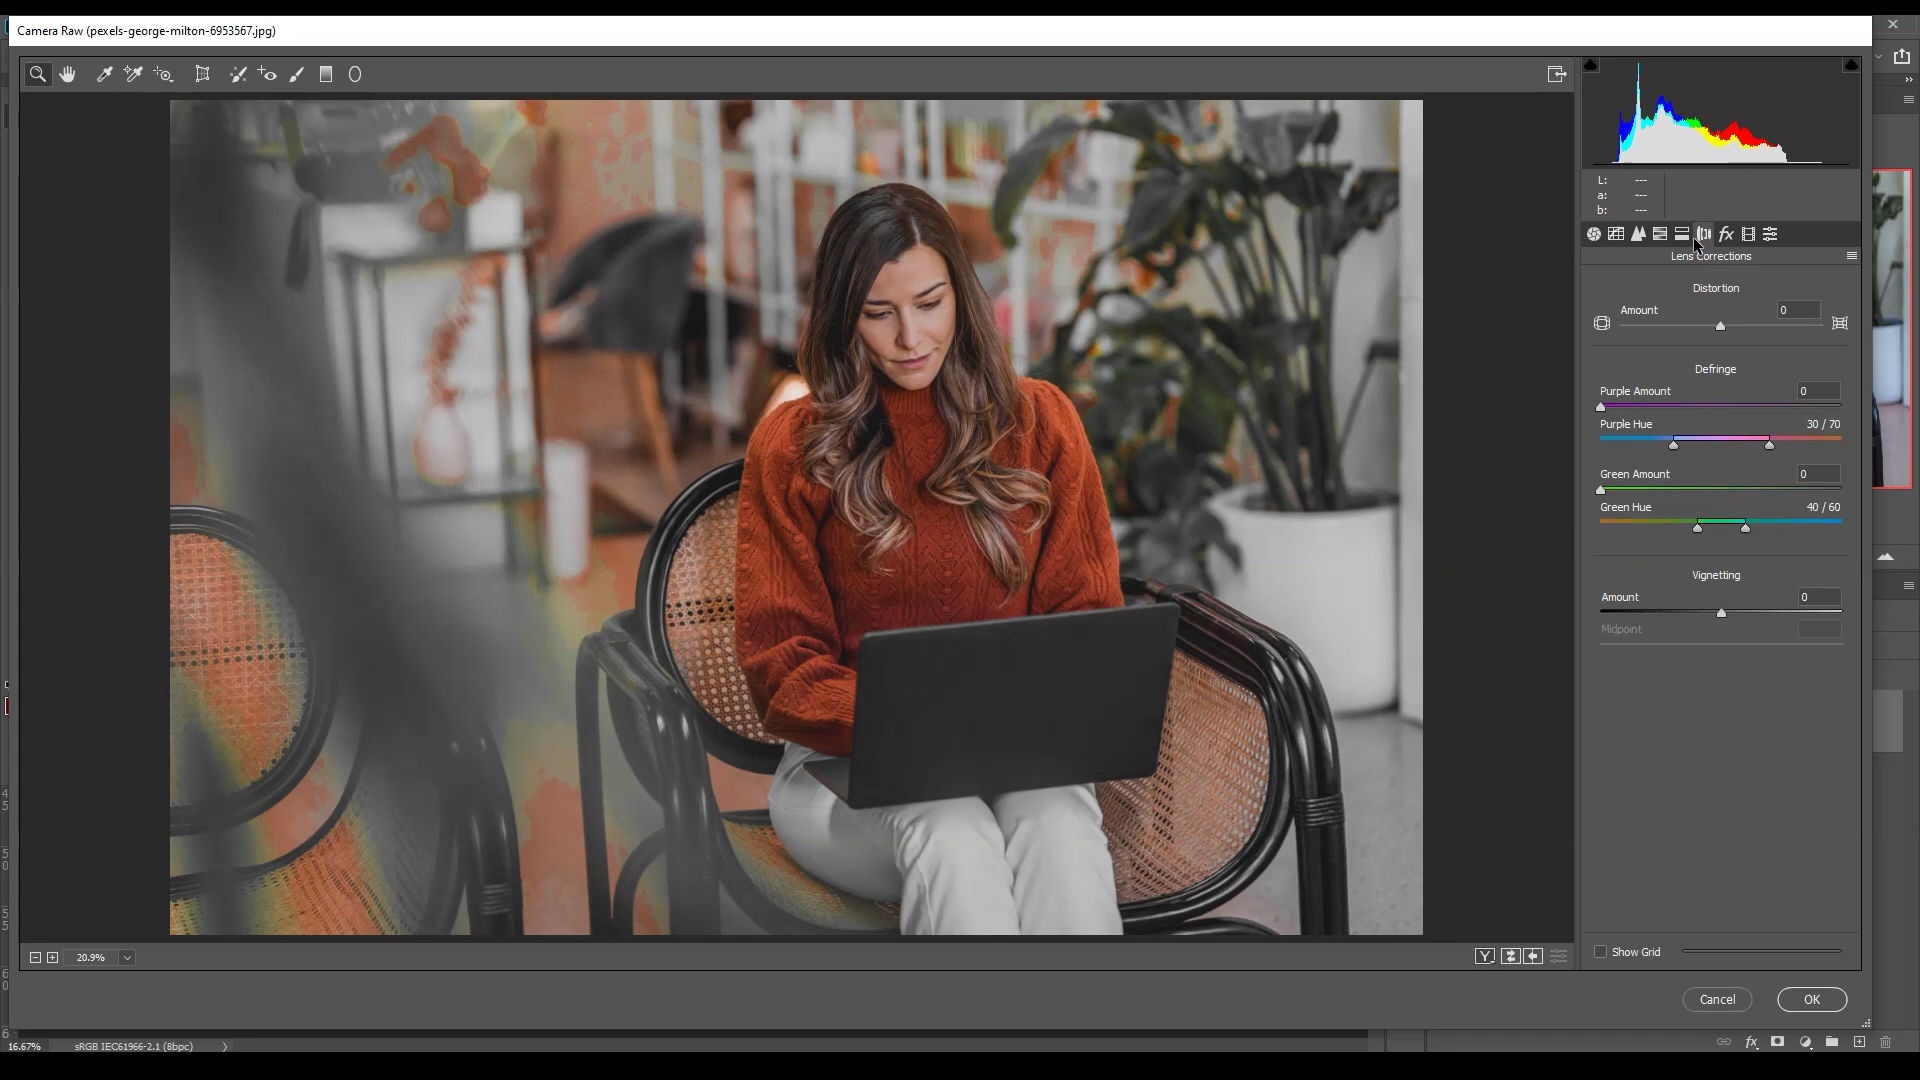 Camera Raw (pexels-george-milton-6953567.jpg)
L: ---
a: ---
b: ---
fx
Lens Corrections
Distortion
Amount 0
Defringe
Purple Amount 0
Purple Hue 30 / 70
Green Amount 0
Green Hue 40 / 60
Vignetting
Amount 0
Midpoint
20.9%
Y
Show Grid
Cancel OK
16.67% sRGB IEC61966-2.1 (8bpc)
fx